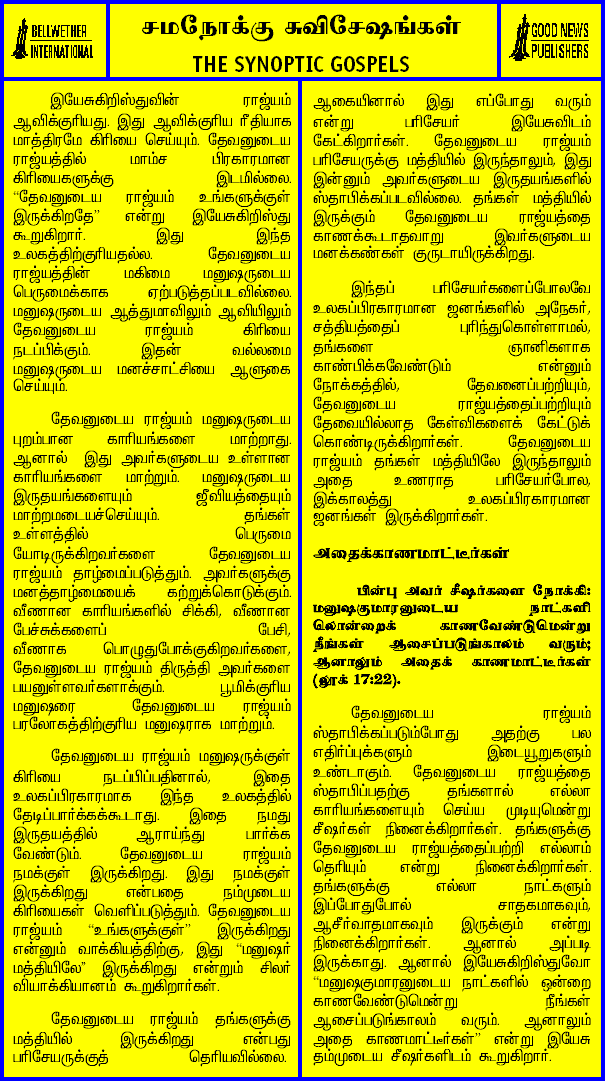 BELLWETHER
INTERNATIONAL
சமநோக்கு சுவிசேஷங்கள்
THE SYNOPTIC GOSPELS
GOOD NEWS
PUBLISHERS
இயேசுகிறிஸ்துவின் ராஜ்யம்
ஆவிக்குரியது. இது ஆவிக்குரிய ரீதியாக
மாத்திரமே கிரியை செய்யும். தேவனுடைய
ராஜ்யத்தில் மாம்ச பிரகாரமான
கிரியைகளுக்கு இடமில்லை.
“தேவனுடைய ராஜ்யம் உங்களுக்குள்
இருக்கிறதே” என்று இயேசுகிறிஸ்து
கூறுகிறார். இது இந்த
உலகத்திற்குரியதல்ல. தேவனுடைய
ராஜ்யத்தின் மகிமை மனுஷருடைய
பெருமைக்காக ஏற்படுத்தப்படவில்லை.
மனுஷருடைய ஆத்துமாவிலும் ஆவியிலும்
தேவனுடைய ராஜ்யம் கிரியை
நடப்பிக்கும். இதன் வல்லமை
மனுஷருடைய மனச்சாட்சியை ஆளுகை
செய்யும்.
தேவனுடைய ராஜ்யம் மனுஷருடைய
புறம்பான காரியங்களை மாற்றாது.
ஆனால் இது அவர்களுடைய உள்ளான
காரியங்களை மாற்றும். மனுஷருடைய
இருதயங்களையும் ஜீவியத்தையும்
மாற்றமடையச்செய்யும். தங்கள்
உள்ளத்தில் பெருமை
யோடிருக்கிறவர்களை தேவனுடைய
ராஜ்யம் தாழ்மைப்படுத்தும். அவர்களுக்கு
மனத்தாழ்மையைக் கற்றுக்கொடுக்கும்.
வீணான காரியங்களில் சிக்கி, வீணான
பேச்சுக்களைப் பேசி,
வீணாக பொழுதுபோக்குகிறவர்களை,
தேவனுடைய ராஜ்யம் திருத்தி அவர்களை
பயனுள்ளவர்களாக்கும். பூமிக்குரிய
மனுஷரை தேவனுடைய ராஜ்யம்
பரலோகத்திற்குரிய மனுஷராக மாற்றும்.
தேவனுடைய ராஜ்யம் மனுஷருக்குள்
கிரியை நடப்பிப்பதினால், இதை
உலகப்பிரகாரமாக இந்த உலகத்தில்
தேடிப்பார்க்கக்கூடாது. இதை நமது
இருதயத்தில் ஆராய்ந்து பார்க்க
வேண்டும். தேவனுடைய ராஜ்யம்
நமக்குள் இருக்கிறது. இது நமக்குள்
இருக்கிறது என்பதை நம்முடைய
கிரியைகள் வெளிப்படுத்தும். தேவனுடைய
ராஜ்யம் “உங்களுக்குள்” இருக்கிறது
என்னும் வாக்கியத்திற்கு, இது “மனுஷர்
மத்தியிலே” இருக்கிறது என்றும் சிலர்
வியாக்கியானம் கூறுகிறார்கள்.
தேவனுடைய ராஜ்யம் தங்களுக்கு
மத்தியில் இருக்கிறது என்பது
பரிசேயருக்குத் தெரியவில்லை.
ஆகையினால் இது எப்போது வரும்
என்று பரிசேயர் இயேசுவிடம்
கேட்கிறார்கள். தேவனுடைய ராஜ்யம்
பரிசேயருக்கு மத்தியில் இருந்தாலும், இது
இன்னும் அவர்களுடைய இருதயங்களில்
ஸ்தாபிக்கப்படவில்லை. தங்கள் மத்தியில்
இருக்கும் தேவனுடைய ராஜ்யத்தை
காணக்கூடாதவாறு இவர்களுடைய
மனக்கண்கள் குருடாயிருக்கிறது.
இந்தப் பரிசேயர்களைப்போலவே
உலகப்பிரகாரமான ஜனங்களில் அநேகர்,
சத்தியத்தைப் புரிந்துகொள்ளாமல்,
தங்களை ஞானிகளாக
காண்பிக்கவேண்டும் என்னும்
நோக்கத்தில், தேவனைப்பற்றியும்,
தேவனுடைய ராஜ்யத்தைப்பற்றியும்
தேவையில்லாத கேள்விகளைக் கேட்டுக்
கொண்டிருக்கிறார்கள். தேவனுடைய
ராஜ்யம் தங்கள் மத்தியிலே இருந்தாலும்
அதை உணராத பரிசேயர்போல,
இக்காலத்து உலகப்பிரகாரமான
ஜனங்கள் இருக்கிறார்கள்.
அதைக்காணமாட்டீர்கள்
பின்பு அவர் சீஷர்களை நோக்கி:
மனுஷகுமாரனுடைய நாட்களி
லொன்றைக் காணவேண்டுமென்று
நீங்கள் ஆசைப்படுங்காலம் வரும்;
ஆனாலும் அதைக் காணமாட்டீர்கள்
(லூக் 17:22).
தேவனுடைய ராஜ்யம்
ஸ்தாபிக்கப்படும்போது அதற்கு பல
எதிர்ப்புக்களும் இடையூறுகளும்
உண்டாகும். தேவனுடைய ராஜ்யத்தை
ஸ்தாபிப்பதற்கு தங்களால் எல்லா
காரியங்களையும் செய்ய முடியுமென்று
சீஷர்கள் நினைக்கிறார்கள். தங்களுக்கு
தேவனுடைய ராஜ்யத்தைப்பற்றி எல்லாம்
தெரியும் என்று நினைக்கிறார்கள்.
தங்களுக்கு எல்லா நாட்களும்
இப்போதுபோல் சாதகமாகவும்,
ஆசீர்வாதமாகவும் இருக்கும் என்று
நினைக்கிறார்கள். ஆனால் அப்படி
இருக்காது. ஆனால் இயேசுகிறிஸ்துவோ
“மனுஷகுமாரனுடைய நாட்களில் ஒன்றை
காணவேண்டுமென்று நீங்கள்
ஆசைப்படுங்காலம் வரும். ஆனாலும்
அதை காணமாட்டீர்கள்” என்று இயேசு
தம்முடைய சீஷர்களிடம் கூறுகிறார்.